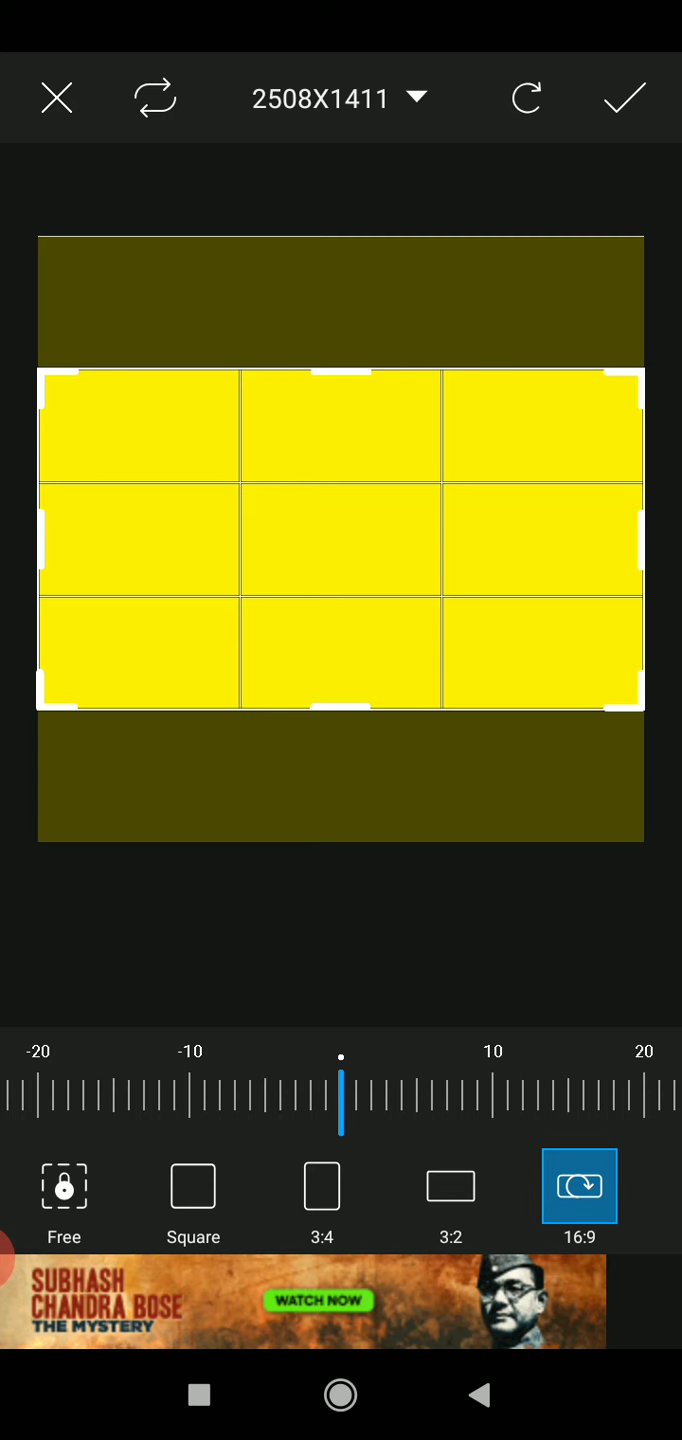 2508X1411
-20 -10 10 20
Free Square 3:4 3:2 16:9
SUBHASH
CHANDRA BOSE
THE MYSTERY
WATCH NOW